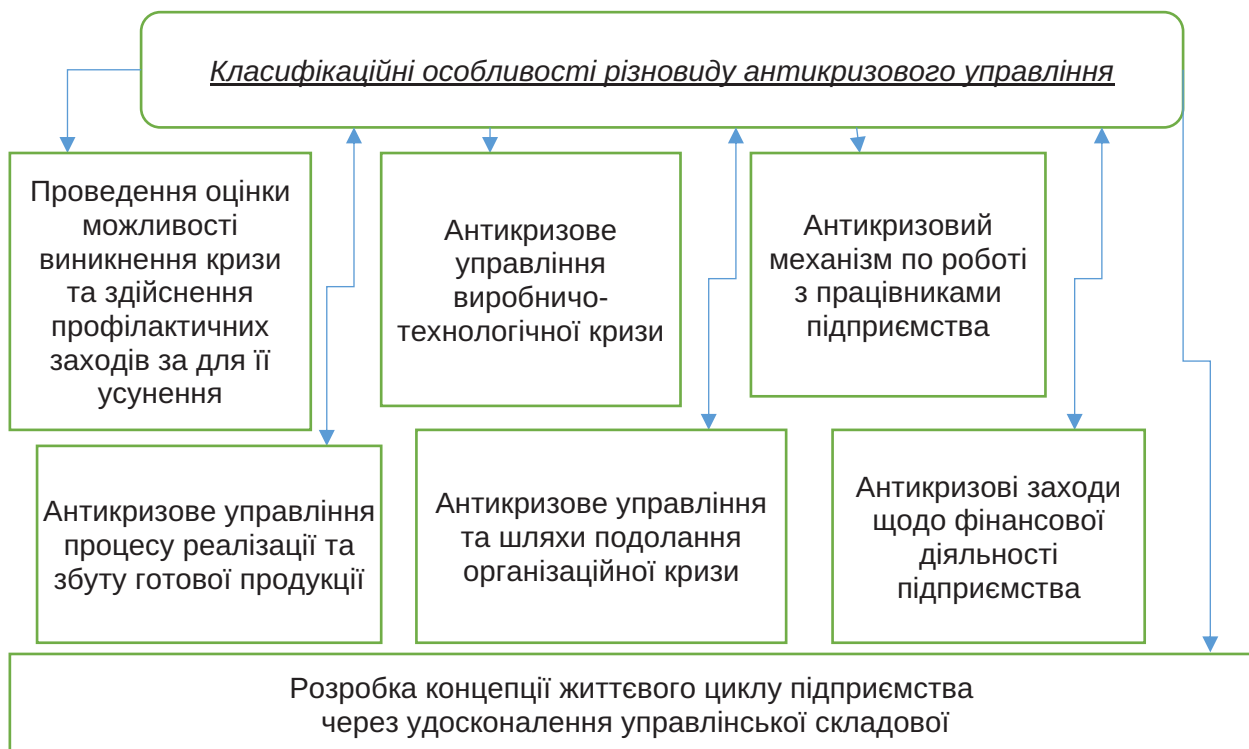 Класифікаційні особливості різновиду антикризового управління
Проведення оцінки
можливості
виникнення кризи
та здійснення
профілактичних
заходів за для її
усунення
Антикризове
управління
виробничо-
технологічної кризи
Антикризовий
механізм по роботі
з працівниками
підприємства
Антикризове управління
процесу реалізації та
збуту готової продукції
Антикризове управління
та шляхи подолання
організаційної кризи
Антикризові заходи
щодо фінансової
діяльності
підприємства
Розробка концепції життєвого циклу підприємства
через удосконалення управлінської складової